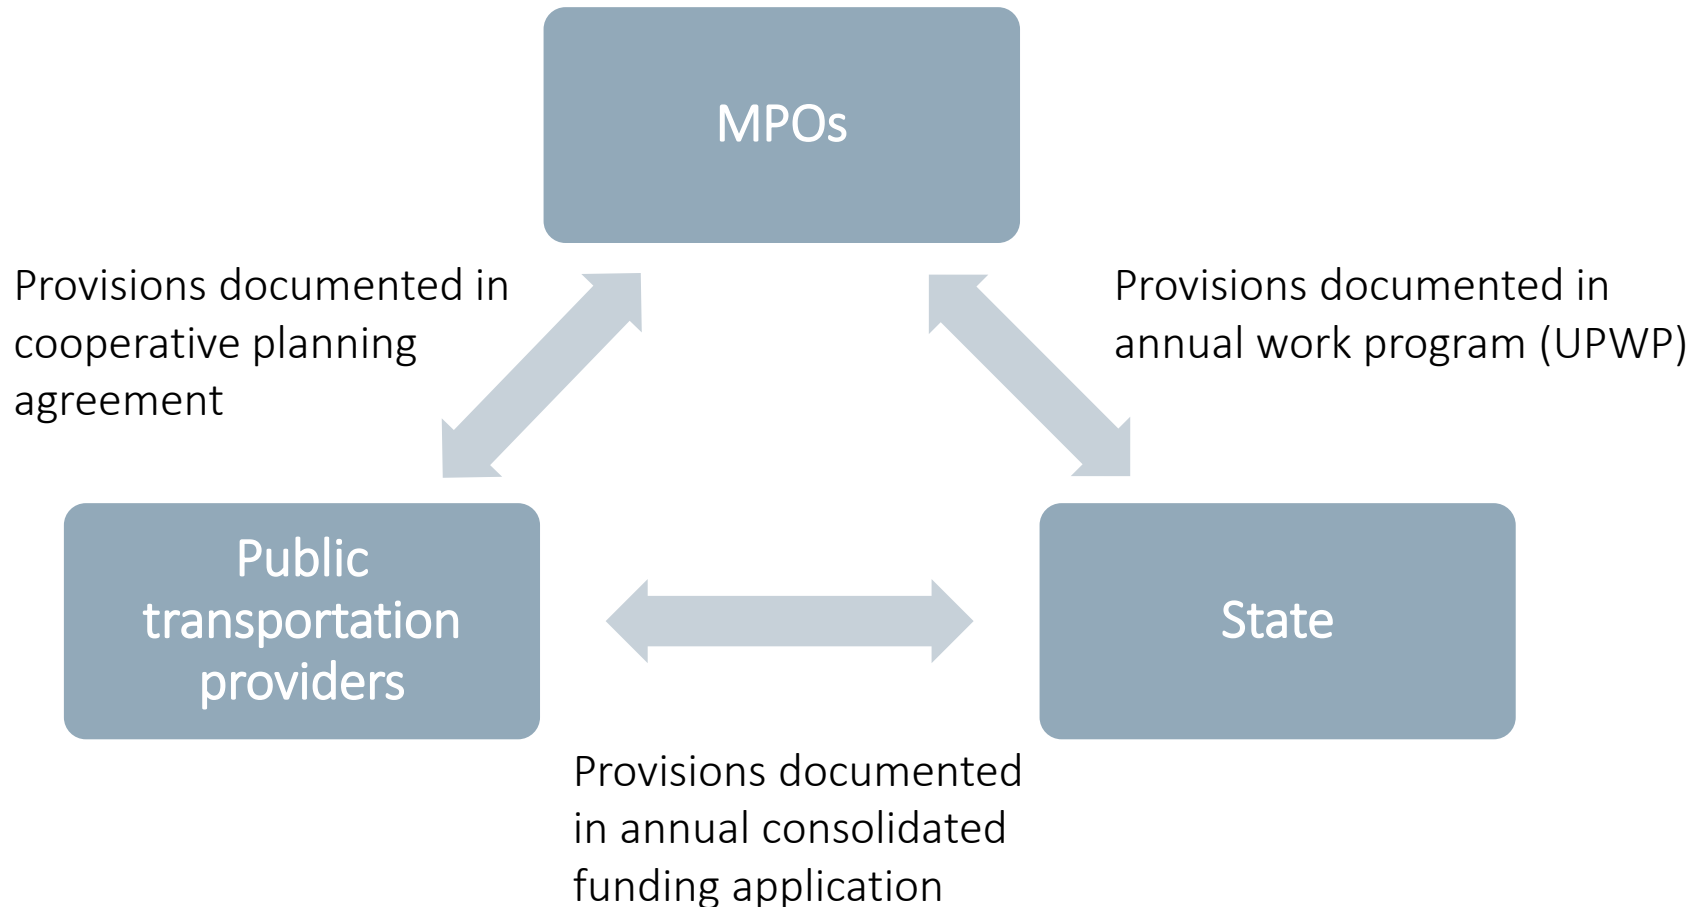 MPOs
Provisions documented in
cooperative planning
agreement
Provisions documented in
annual work program (UPWP)
Public
transportation
providers
State
Provisions documented
in annual consolidated
funding application